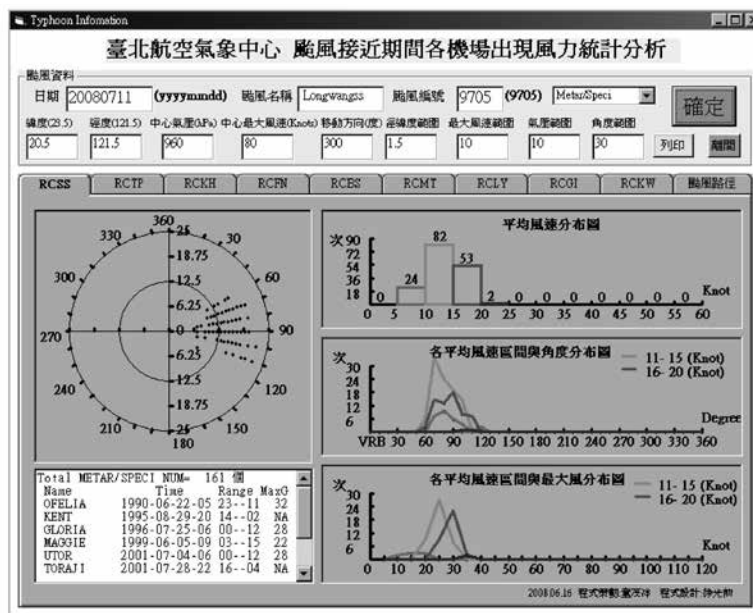 Typhoon Infomation
臺北航空氣象中心 颱風接近期間各機場出現風力統計分析
颱風資料
日期 20080711 (yyyymmdd) 颱風名稱 Longwangss 颱風編號 9705 (9705) Metar/Speci 確定
緯度(23.5) 經度(121.5) 中心氣壓(hPa) 中心最大風速(Knots) 移動方向(度) 經緯度範圍 最大風速範圍 氣壓範圍 角度範圍
20.5 121.5 960 80 300 1.5 10 10 30 列印 離開
RCSS RCTP RCKH RCFN RCBS RCMT RCLY RCGI RCKW 颱風路徑
360
330 30
300 60
270 90
240 120
210 150
180
25
18.75
12.5
6.25
0
6.25
12.5
18.75
25
平均風速分布圖
次
90
72
54
36
18
0 24 82 53 2 0 0 0 0 0 0 0
Knot
0 5 10 15 20 25 30 35 40 45 50 55 60
各平均風速區間與角度分布圖
次
30
24
18
12
6
11- 15 (Knot)
16- 20 (Knot)
Degree
VRB 30 60 90 120 150 180 210 240 270 300 330 360
各平均風速區間與最大風分布圖
次
30
24
18
12
6
11- 15 (Knot)
16- 20 (Knot)
Knot
0 10 20 30 40 50 60 70 80 90 100 110 120
Total METAR/SPECI NUM= 161 個
Name Time Range MaxG
OFELIA 1990-06-22-05 23--11 32
KENT 1995-08-29-20 14--02 NA
GLORIA 1996-07-25-06 00--12 28
MAGGIE 1999-06-05-09 03--15 22
UTOR 2001-07-04-06 00--12 28
TORAJI 2001-07-28-22 16--04 NA
2008.06.16 程式設計